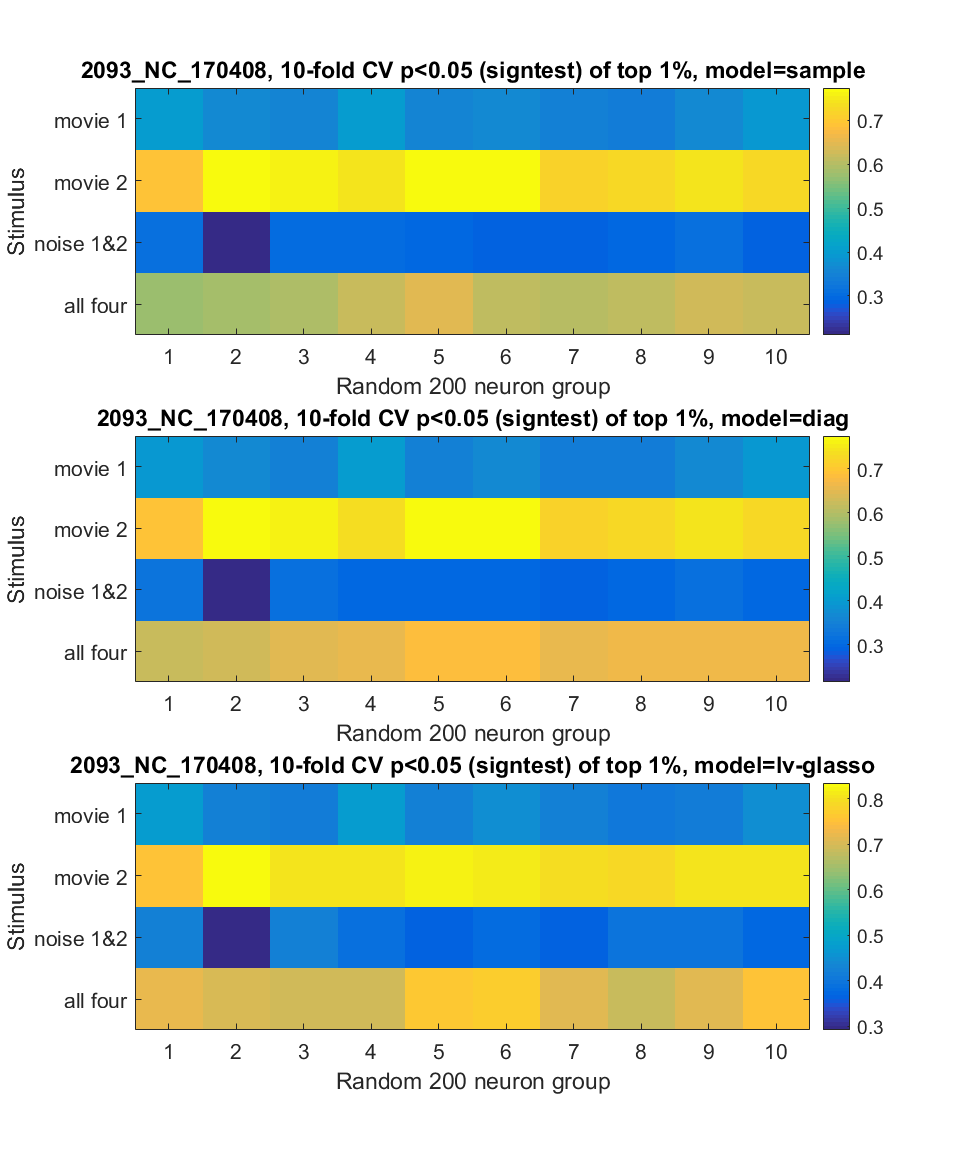 2093_NC_170408, 10-fold CV p<0.05 (signtest) of top 1%, model=sample
Stimulus
movie 1
movie 2
noise 1&2
all four
1 2 3 4 5 6 7 8 9 10
Random 200 neuron group
0.7
0.6
0.5
0.4
0.3
2093_NC_170408, 10-fold CV p<0.05 (signtest) of top 1%, model=diag
Stimulus
movie 1
movie 2
noise 1&2
all four
1 2 3 4 5 6 7 8 9 10
Random 200 neuron group
0.7
0.6
0.5
0.4
0.3
2093_NC_170408, 10-fold CV p<0.05 (signtest) of top 1%, model=lv-glasso
Stimulus
movie 1
movie 2
noise 1&2
all four
1 2 3 4 5 6 7 8 9 10
Random 200 neuron group
0.8
0.7
0.6
0.5
0.4
0.3